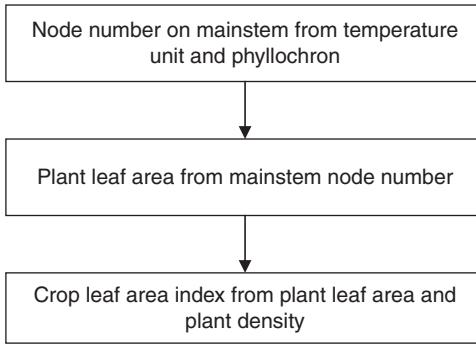 Node number on mainstem from temperature
unit and phyllochron
Plant leaf area from mainstem node number
Crop leaf area index from plant leaf area and
plant density